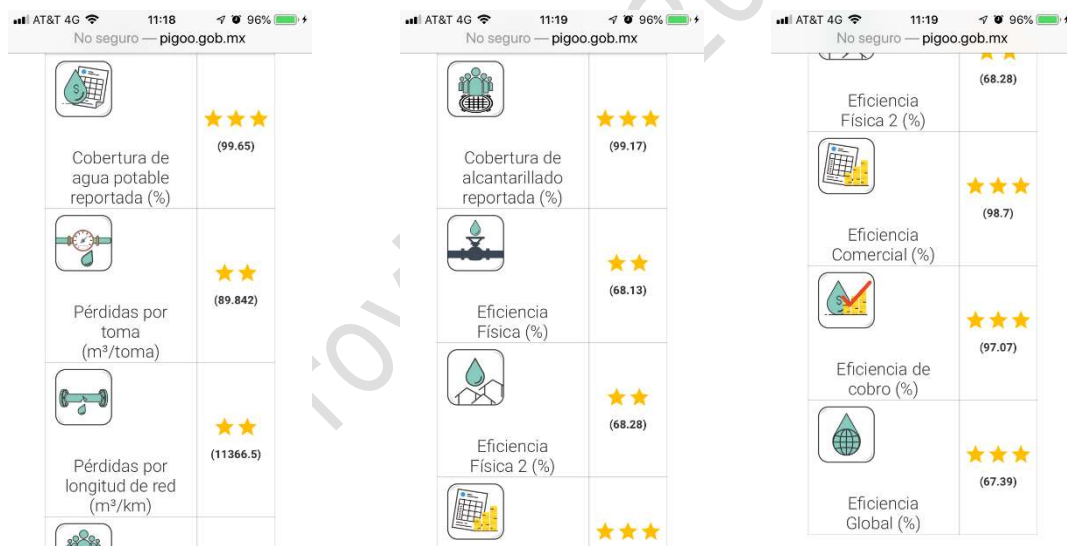 AT&T 4G 11:18 96%
No seguro — pigoo.gob.mx
(99.65)
Cobertura de
agua potable
reportada (%)
(89.842)
Pérdidas por
toma
(m³/toma)
(11366.5)
Pérdidas por
longitud de red
(m³/km)
AT&T 4G 11:19 96%
No seguro — pigoo.gob.mx
(99.17)
Cobertura de
alcantarillado
reportada (%)
(68.13)
Eficiencia
Física (%)
(68.28)
Eficiencia
Física 2 (%)
AT&T 4G 11:19 96%
No seguro — pigoo.gob.mx
(68.28)
Eficiencia
Física 2 (%)
(98.7)
Eficiencia
Comercial (%)
(97.07)
Eficiencia de
cobro (%)
(67.39)
Eficiencia
Global (%)